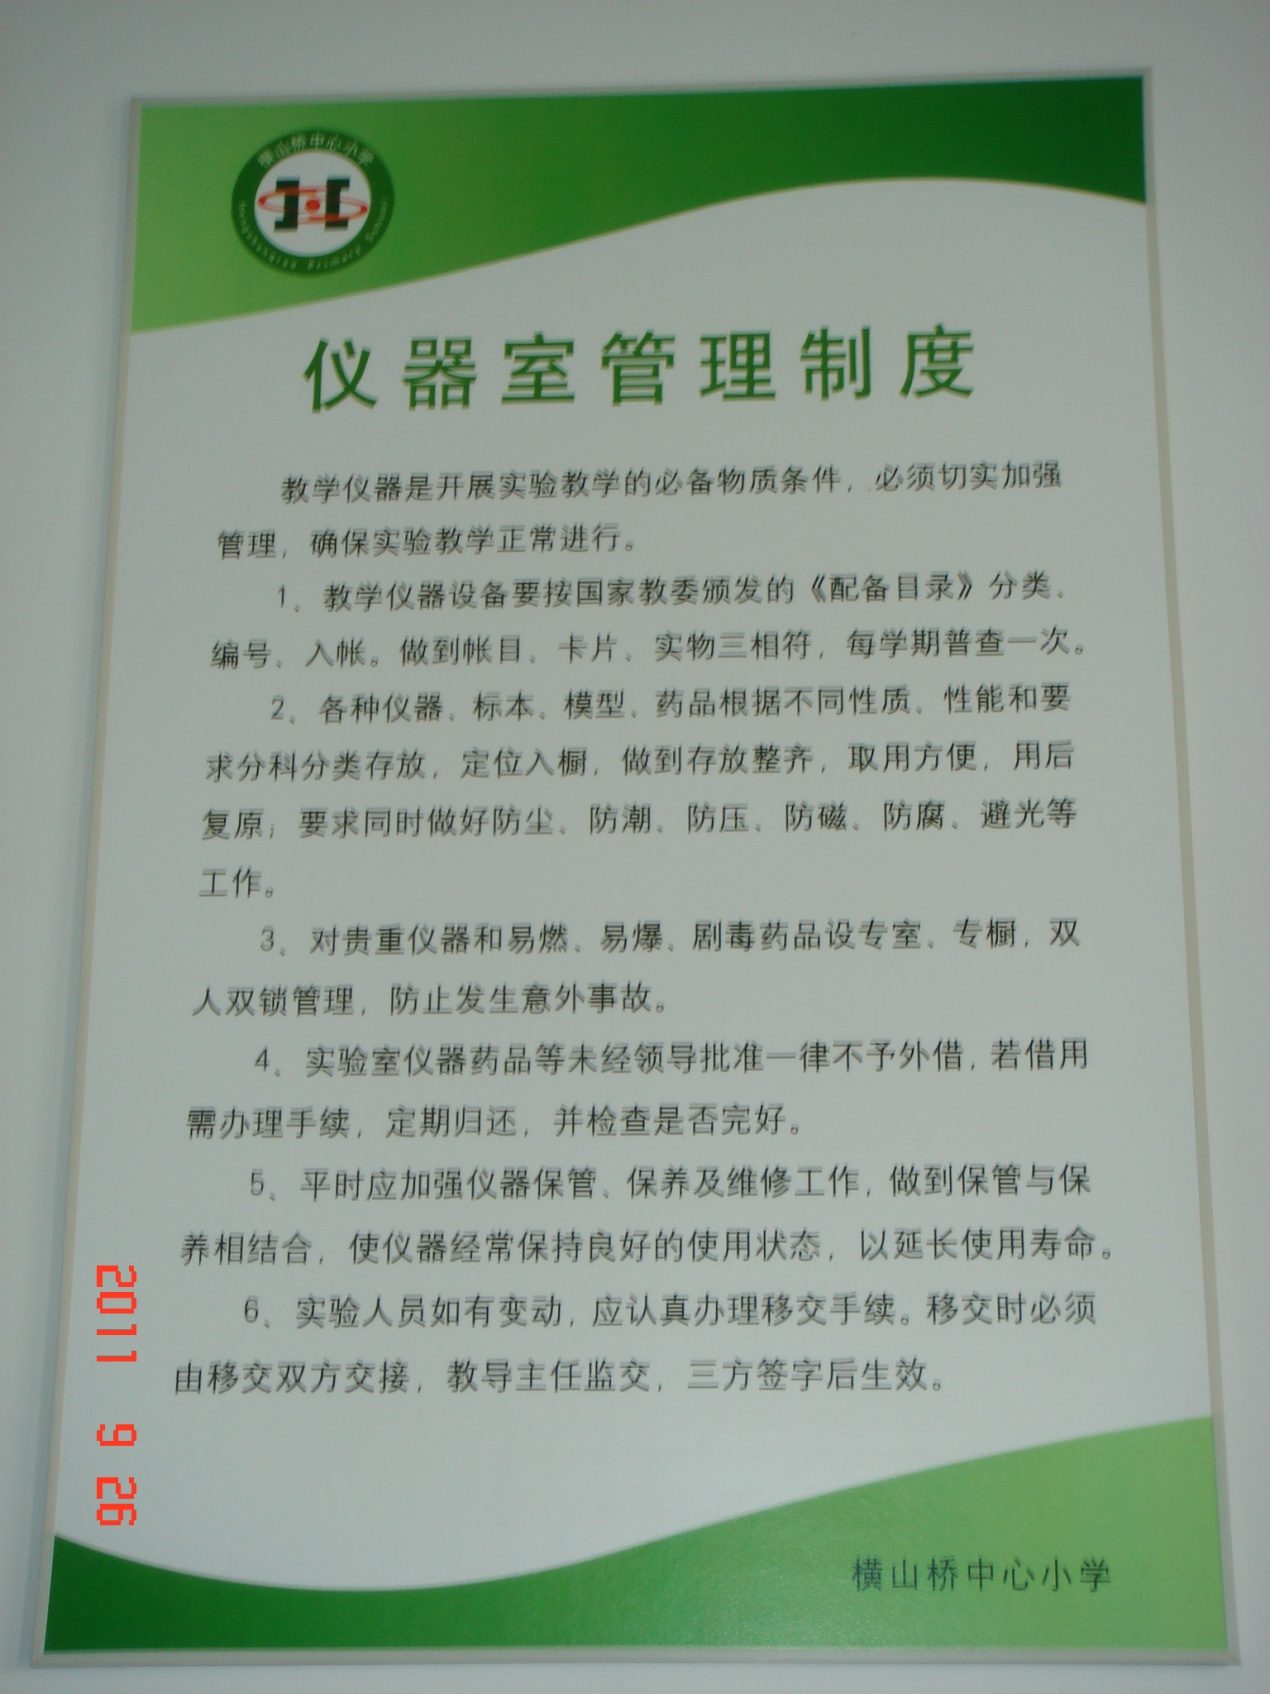 横山桥中心小学
Hengshanqiao Primary School
仪器室管理制度
教学仪器是开展实验教学的必备物质条件，必须切实加强
管理，确保实验教学正常进行。
1、教学仪器设备要按国家教委颁发的《配备目录》分类、
编号、入帐。做到帐目、卡片、实物三相符，每学期普查一次。
2、各种仪器、标本、模型、药品根据不同性质、性能和要
求分科分类存放，定位入橱，做到存放整齐，取用方便，用后
复原；要求同时做好防尘、防潮、防压、防磁、防腐、避光等
工作。
3、对贵重仪器和易燃、易爆、剧毒药品设专室、专橱，双
人双锁管理，防止发生意外事故。
4、实验室仪器药品等未经领导批准一律不予外借，若借用
需办理手续，定期归还，并检查是否完好。
5、平时应加强仪器保管、保养及维修工作，做到保管与保
养相结合，使仪器经常保持良好的使用状态，以延长使用寿命。
6、实验人员如有变动，应认真办理移交手续。移交时必须
由移交双方交接，教导主任监交，三方签字后生效。
横山桥中心小学
2011 9 26